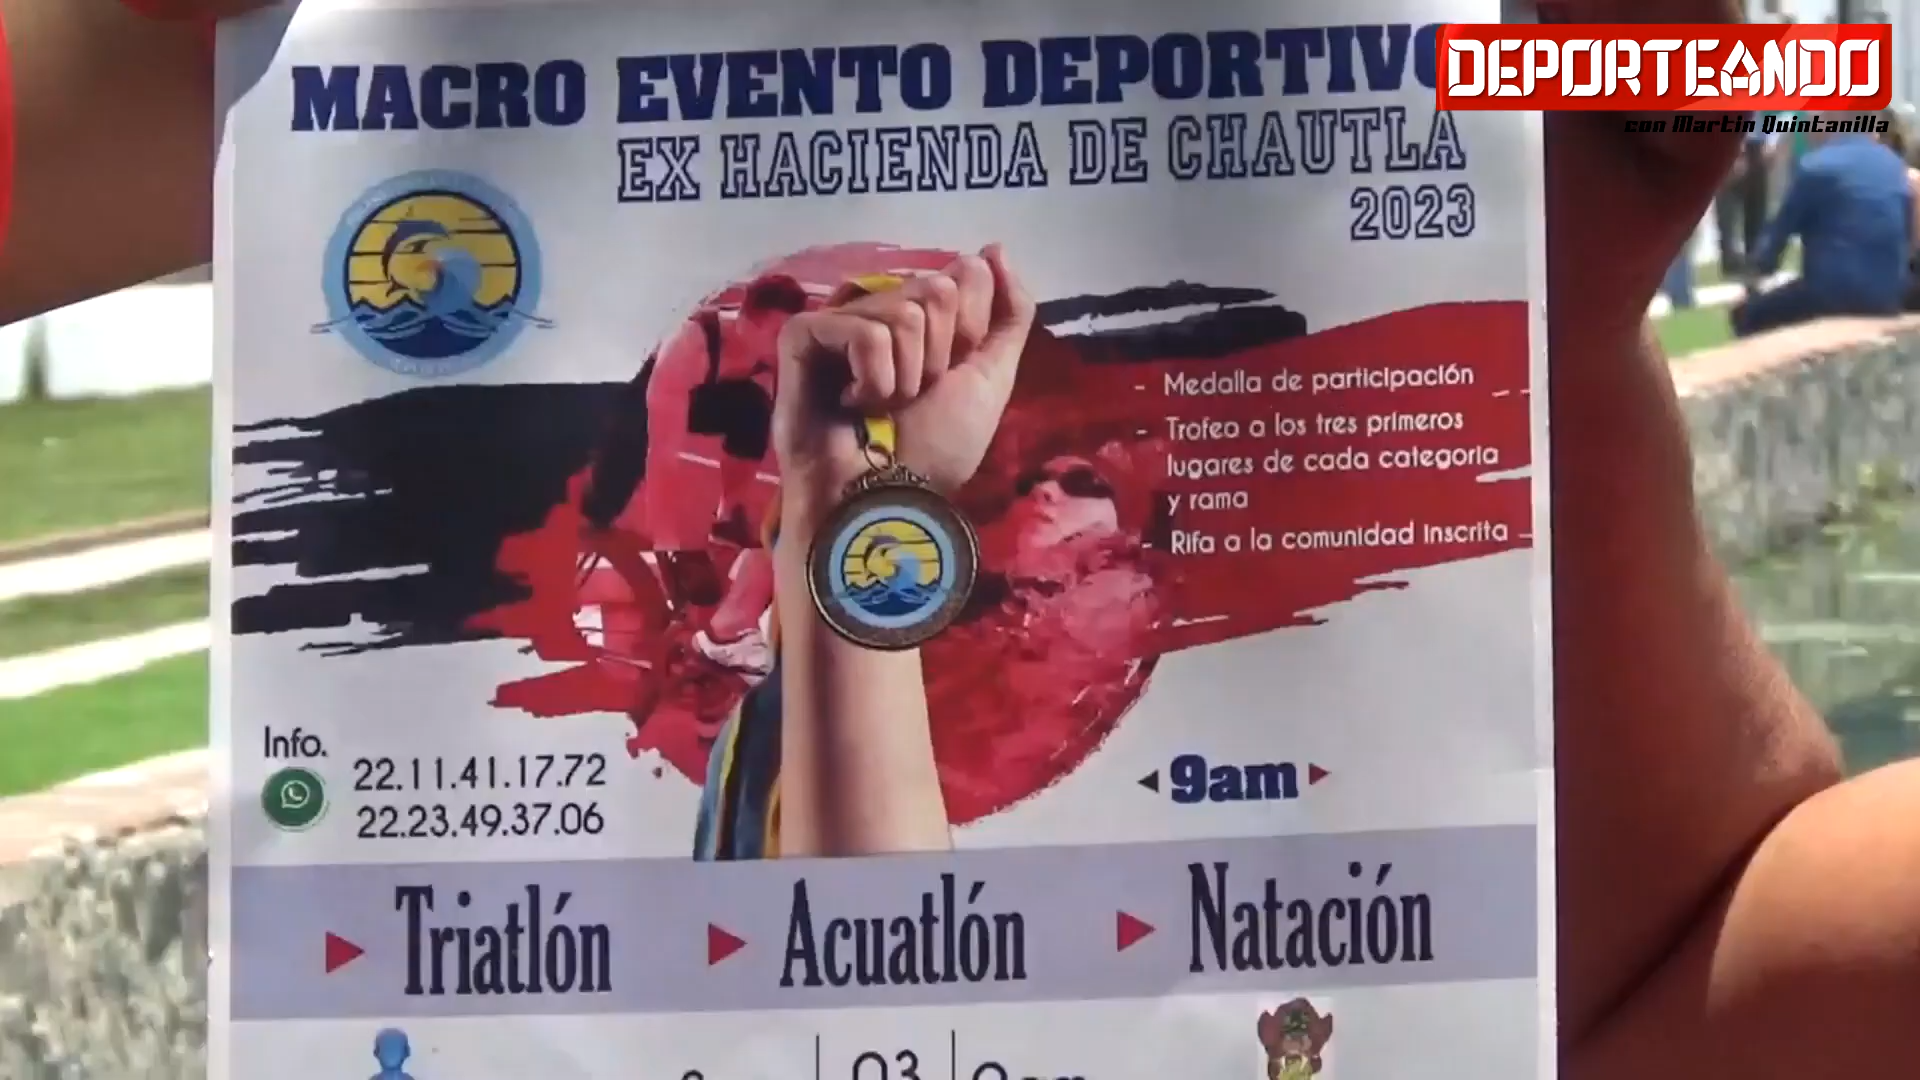 DEPORTEANDO
con Martin Quintanilla
MACRO EVENTO DEPORTIVO
EX HACIENDA DE CHAUTLA
2023
- Medalla de participación
- Trofeo a los tres primeros
lugares de cada categoria
y rama
- Rifa a la comunidad inscrita
Info.
22.11.41.17.72
22.23.49.37.06
9am
Triatlón
Acuatlón
Natación
03